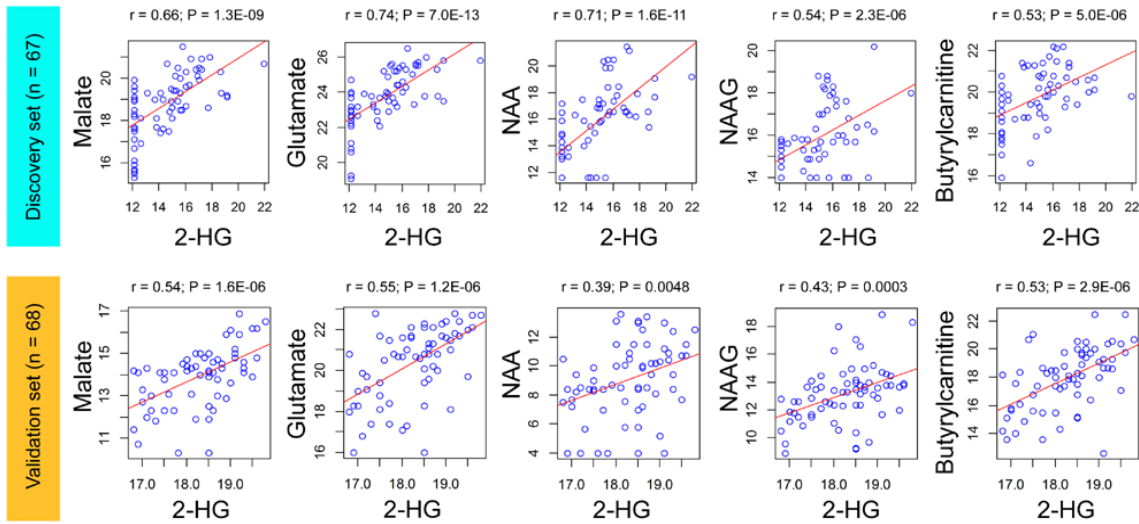 Discovery set (n = 67)
r = 0.66; P = 1.3E-09
Malate
16 18 20
12 14 16 18 20 22
2-HG
r = 0.74; P = 7.0E-13
Glutamate
20 22 24 26
12 14 16 18 20 22
2-HG
r = 0.71; P = 1.6E-11
NAA
12 14 16 18 20
12 14 16 18 20 22
2-HG
r = 0.54; P = 2.3E-06
NAAG
14 16 18 20
12 14 16 18 20 22
2-HG
r = 0.53; P = 5.0E-06
Butyrylcarnitine
16 18 20 22
12 14 16 18 20 22
2-HG
Validation set (n = 68)
r = 0.54; P = 1.6E-06
Malate
11 13 14 15 17
17.0 18.0 19.0
2-HG
r = 0.55; P = 1.2E-06
Glutamate
16 18 20 22
17.0 18.0 19.0
2-HG
r = 0.39; P = 0.0048
NAA
4 6 8 10 12
17.0 18.0 19.0
2-HG
r = 0.43; P = 0.0003
NAAG
10 12 14 16 18
17.0 18.0 19.0
2-HG
r = 0.53; P = 2.9E-06
Butyrylcarnitine
14 16 18 20 22
17.0 18.0 19.0
2-HG